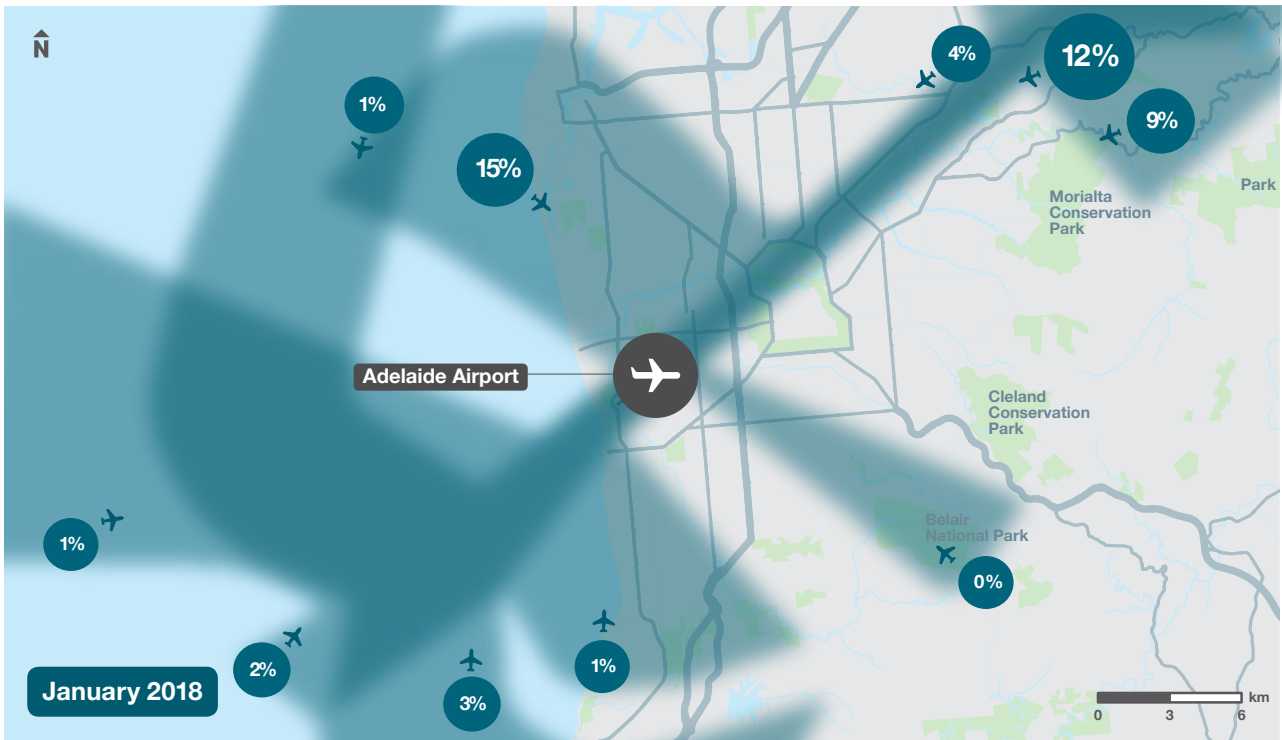 N
4%
12%
1%
9%
15%
Park
Morialta
Conservation
Park
Adelaide Airport
Cleland
Conservation
Park
Belair
National Park
1%
0%
1%
2%
January 2018
3%
km
0 3 6